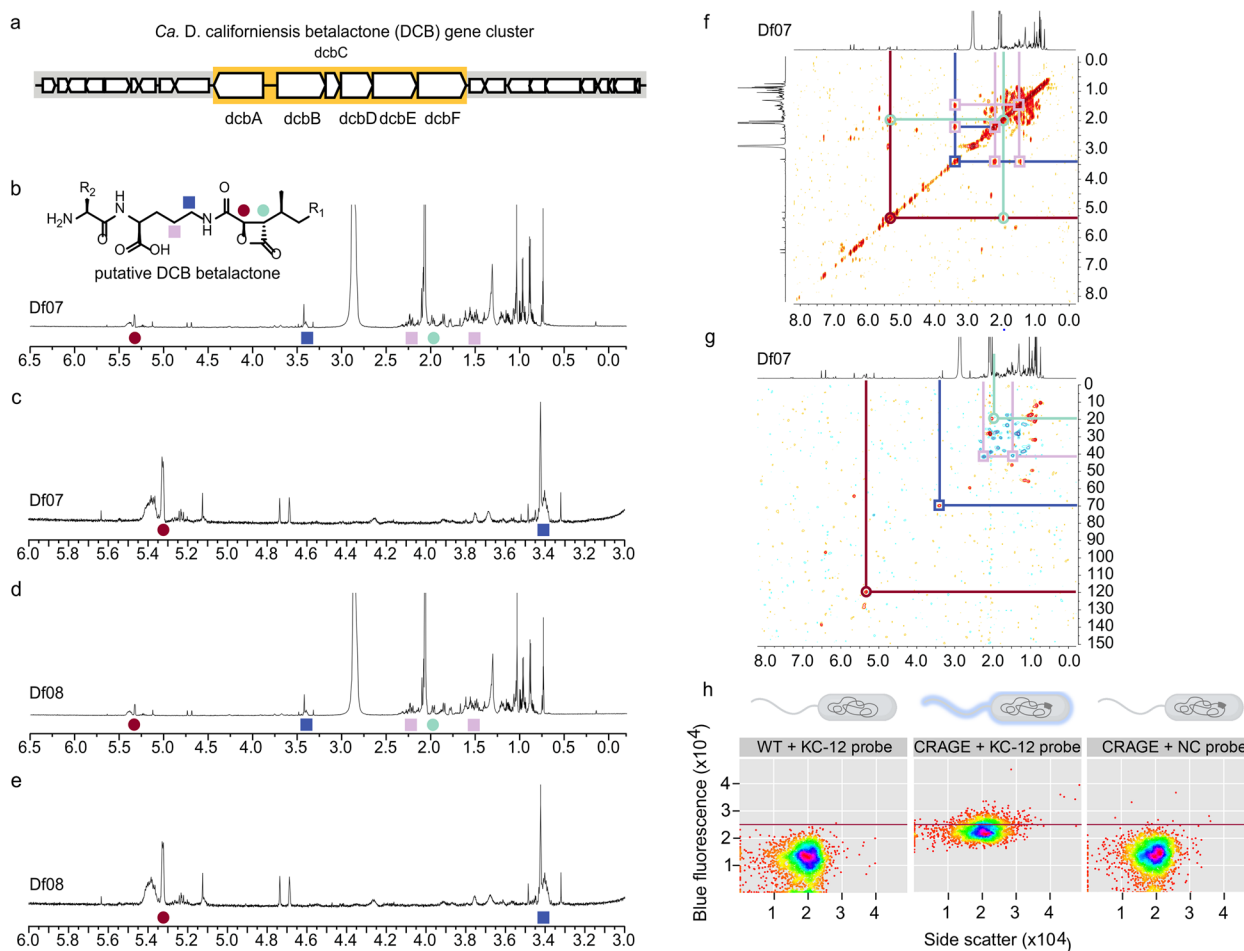 a
Ca. D. californiensis betalactone (DCB) gene cluster
dcbC
dcbA dcbB dcbD dcbE dcbF
b
R2
H
N
O
H2N
N
H
O
OH
O
O
R1
putative DCB betalactone
Df07
6.5 6.0 5.5 5.0 4.5 4.0 3.5 3.0 2.5 2.0 1.5 1.0 0.5 0.0
c
Df07
6.0 5.8 5.6 5.4 5.2 5.0 4.8 4.6 4.4 4.2 4.0 3.8 3.6 3.4 3.2 3.0
d
Df08
6.5 6.0 5.5 5.0 4.5 4.0 3.5 3.0 2.5 2.0 1.5 1.0 0.5 0.0
e
Df08
6.0 5.8 5.6 5.4 5.2 5.0 4.8 4.6 4.4 4.2 4.0 3.8 3.6 3.4 3.2 3.0
f
Df07
0.0
1.0
2.0
3.0
4.0
5.0
6.0
7.0
8.0
8.0 7.0 6.0 5.0 4.0 3.0 2.0 1.0 0.0
g
Df07
0
10
20
30
40
50
60
70
80
90
100
110
120
130
140
150
8.0 7.0 6.0 5.0 4.0 3.0 2.0 1.0 0.0
h
WT + KC-12 probe CRAGE + KC-12 probe CRAGE + NC probe
Blue fluorescence (x10⁴)
4
3
2
1
1 2 3 4 1 2 3 4 1 2 3 4
Side scatter (x10⁴)